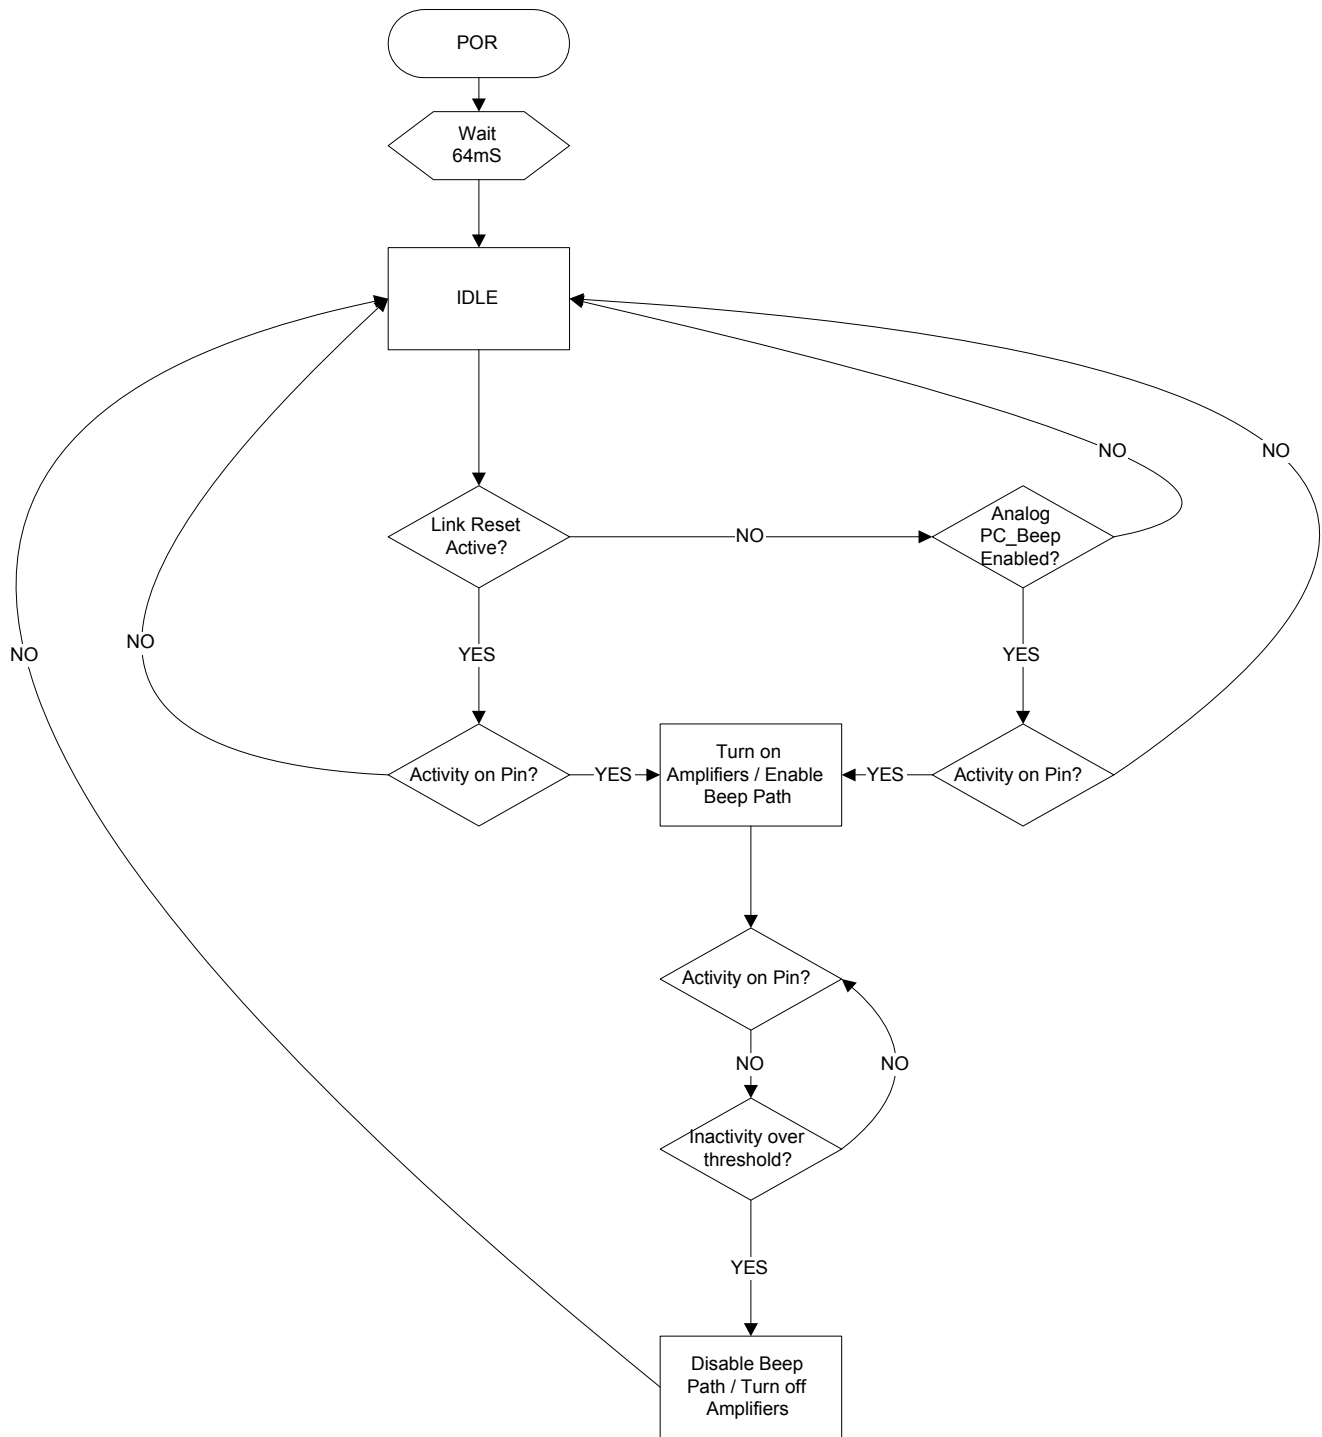 POR
Wait
64mS
IDLE
NO
NO
Link Reset
Active?
NO
Analog
PC_Beep
Enabled?
NO
NO
YES
YES
Activity on Pin?
YES
Turn on
Amplifiers / Enable
Beep Path
YES
Activity on Pin?
Activity on Pin?
NO
NO
Inactivity over
threshold?
YES
Disable Beep
Path / Turn off
Amplifiers